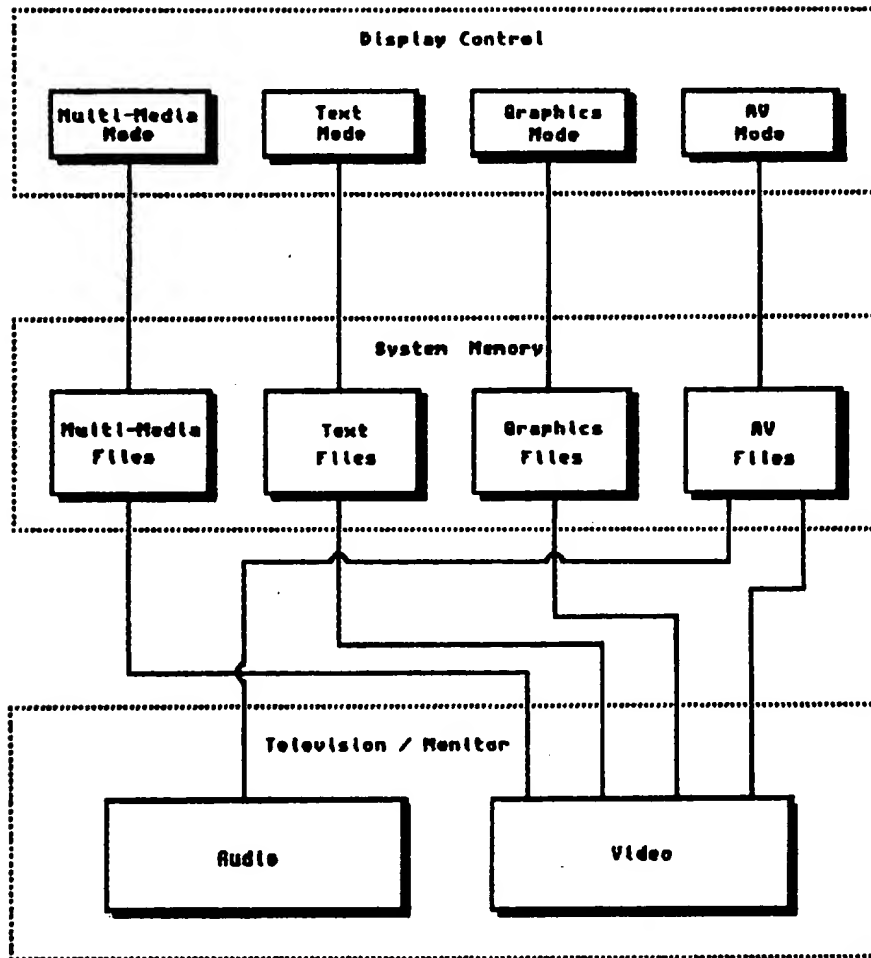 Display Control
Multi-Media
Mode
Text
Mode
Graphics
Mode
AV
Mode
System Memory
Multi-Media
Files
Text
Files
Graphics
Files
AV
Files
Television / Monitor
Audio
Video